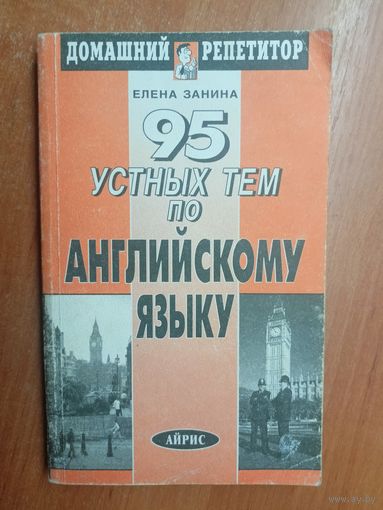 ДОМАШНИЙ РЕПЕТИТОР
ЕЛЕНА ЗАНИНА
95
УСТНЫХ ТЕМ
ПО
АНГЛИЙСКОМУ
ЯЗЫКУ
АЙРИС